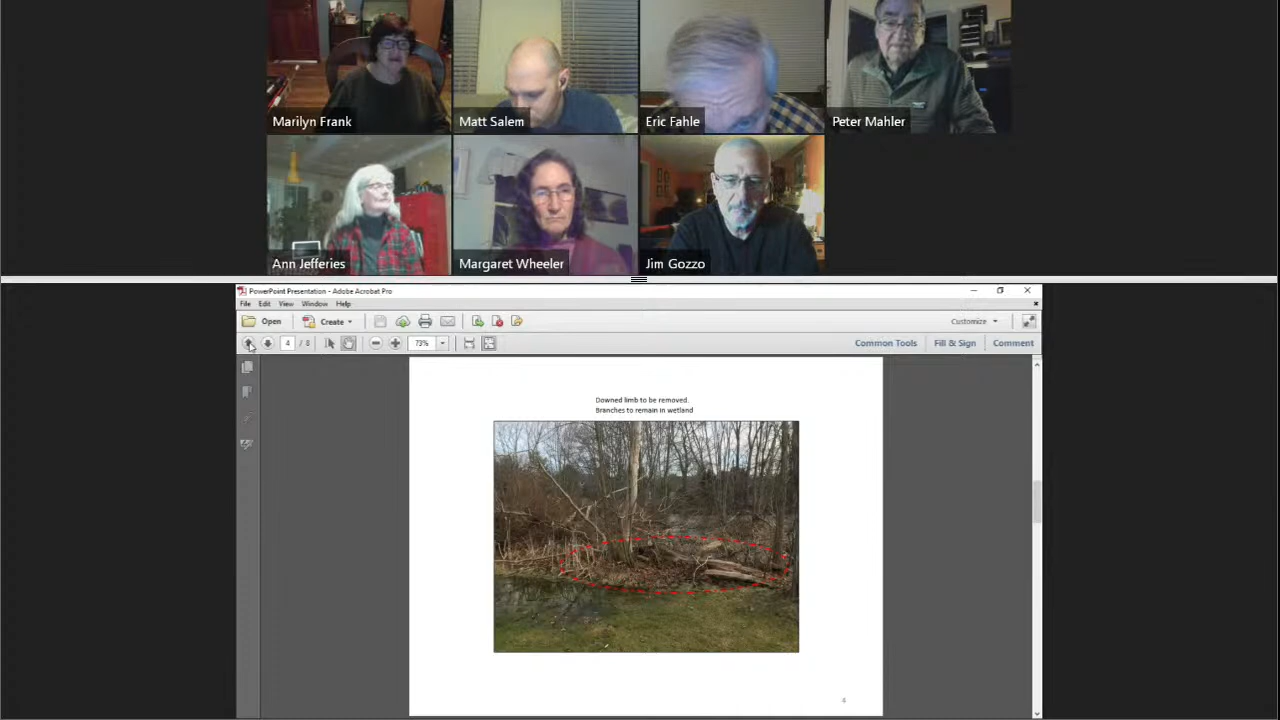 Marilyn Frank
Matt Salem
Eric Fahle
Peter Mahler
Ann Jefferies
Margaret Wheeler
Jim Gozzo
PowerPoint Presentation - Adobe Acrobat Pro
File Edit View Window Help
Open Create Customize
4 / 8 73% Common Tools Fill & Sign Comment
Downed limb to be removed.
Branches to remain in wetland
4